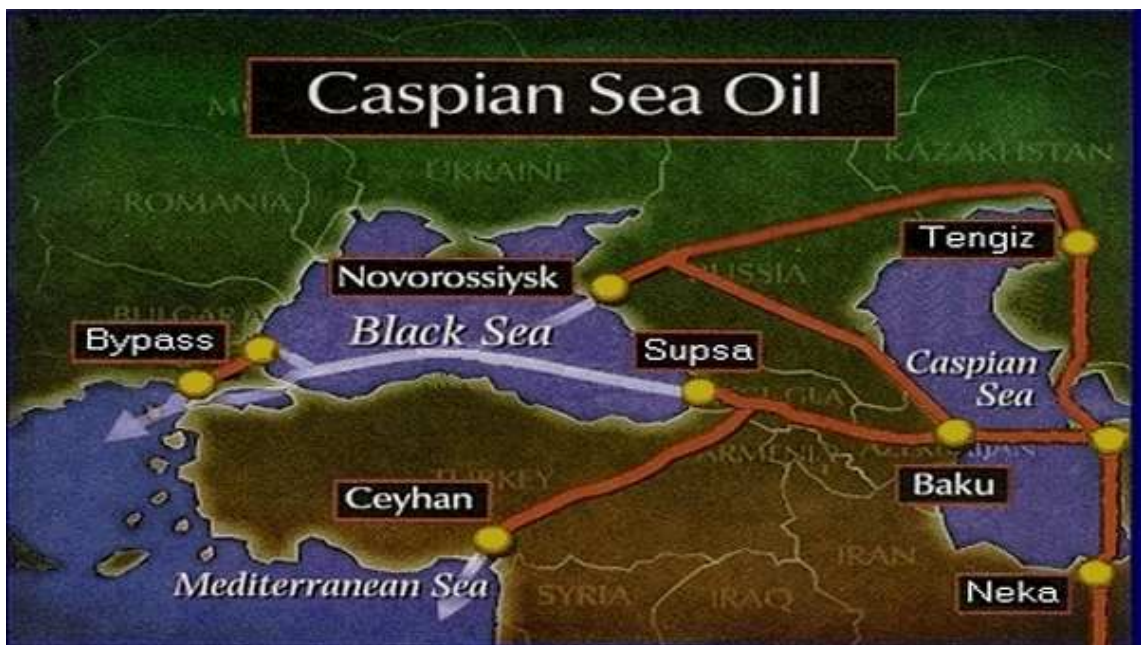 Caspian Sea Oil
KAZAKHSTAN
UKRAINE
ROMANIA
Tengiz
RUSSIA
Novorossiysk
BULGARIA
Bypass
Black Sea
Supsa
Caspian
Sea
ARMENIA
TURKEY
Ceyhan
Baku
IRAN
Mediterranean Sea
SYRIA
IRAQ
Neka